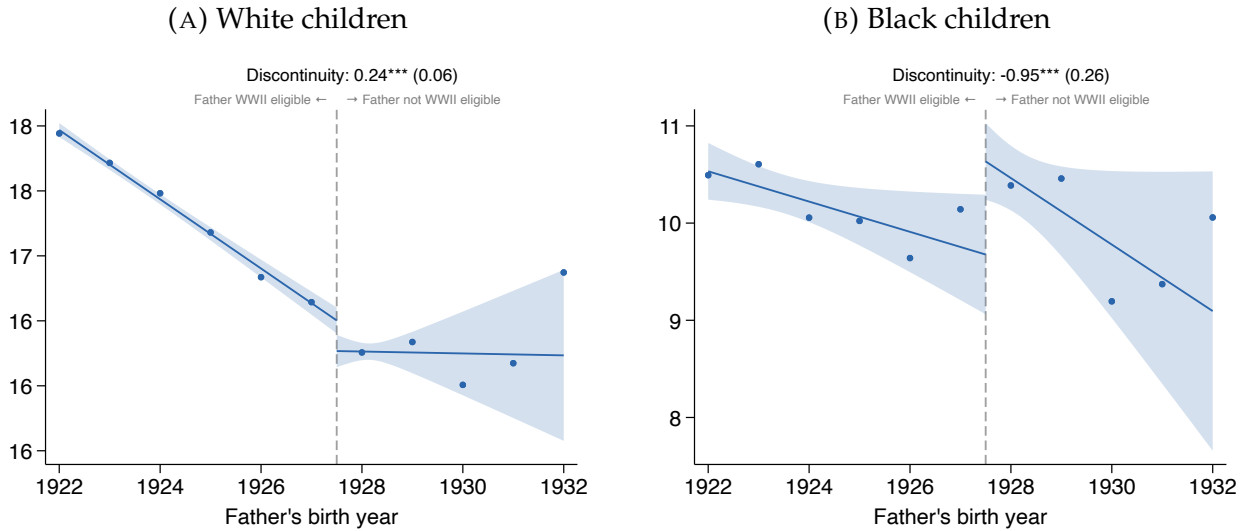 (A) White children
Discontinuity: 0.24*** (0.06)
Father WWII eligible ← → Father not WWII eligible
18
18
17
16
16
16
1922 1924 1926 1928 1930 1932
Father's birth year
(B) Black children
Discontinuity: -0.95*** (0.26)
Father WWII eligible ← → Father not WWII eligible
11
10
9
8
1922 1924 1926 1928 1930 1932
Father's birth year